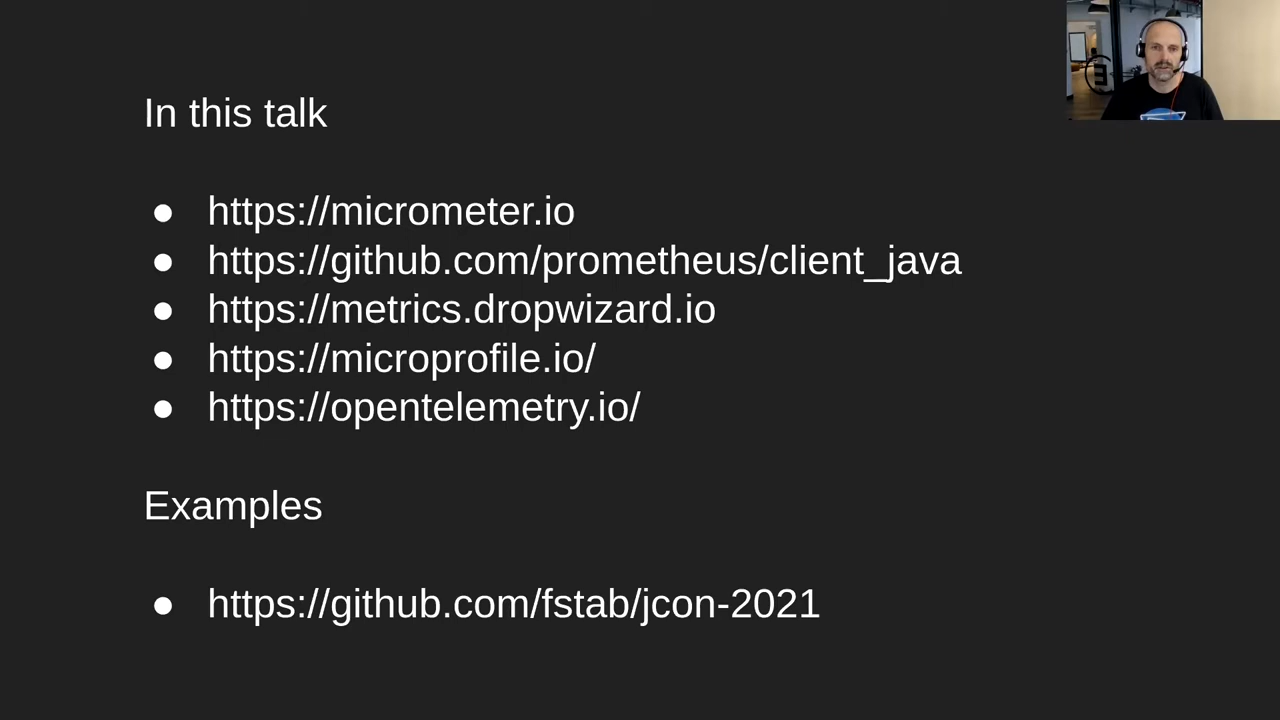 In this talk
● https://micrometer.io
● https://github.com/prometheus/client_java
● https://metrics.dropwizard.io
● https://microprofile.io/
● https://opentelemetry.io/
Examples
● https://github.com/fstab/jcon-2021